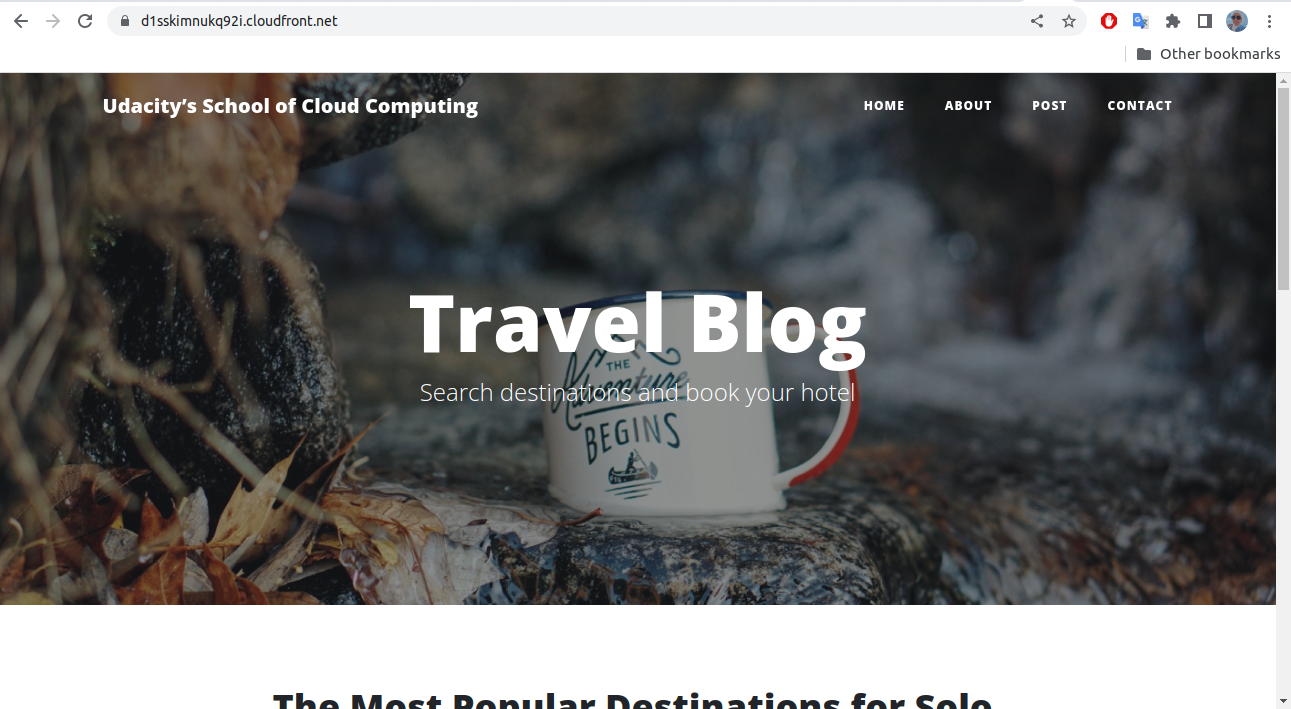 d1sskimnukq92i.cloudfront.net
Other bookmarks
Udacity’s School of Cloud Computing
HOME ABOUT POST CONTACT
Travel Blog
Search destinations and book your hotel
THE
Adventure
BEGINS
The Most Popular Destinations for Solo